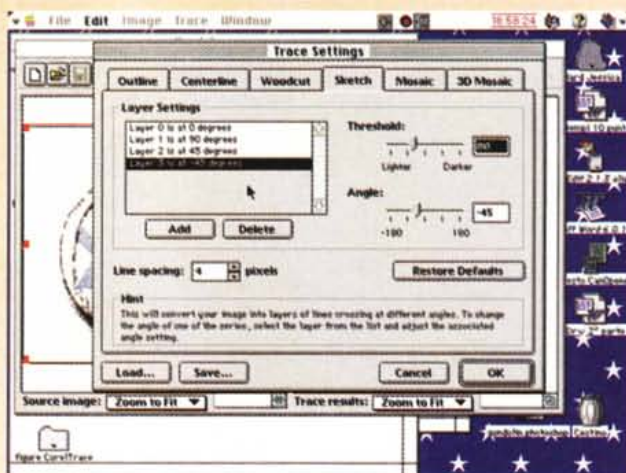 File Edit Image Trace Window
16:58:24
Trace Settings
Outline Centerline Woodcut Sketch Mosaic 3D Mosaic
Layer Settings
Layer 0 is at 0 degrees
Layer 1 is at 90 degrees
Layer 2 is at 45 degrees
Layer 3 is at -45 degrees
Threshold:
Lighter Darker
Angle:
-45
-180 180
Add Delete
Line spacing: 4 pixels
Restore Defaults
Hint
This will convert your image into layers of lines crossing at different angles. To change
the angle of one of the series, select the layer from the list and adjust the associated
angle setting.
Load... Save... Cancel OK
Source image: Zoom to Fit Trace results: Zoom to Fit
figure CorelTrace